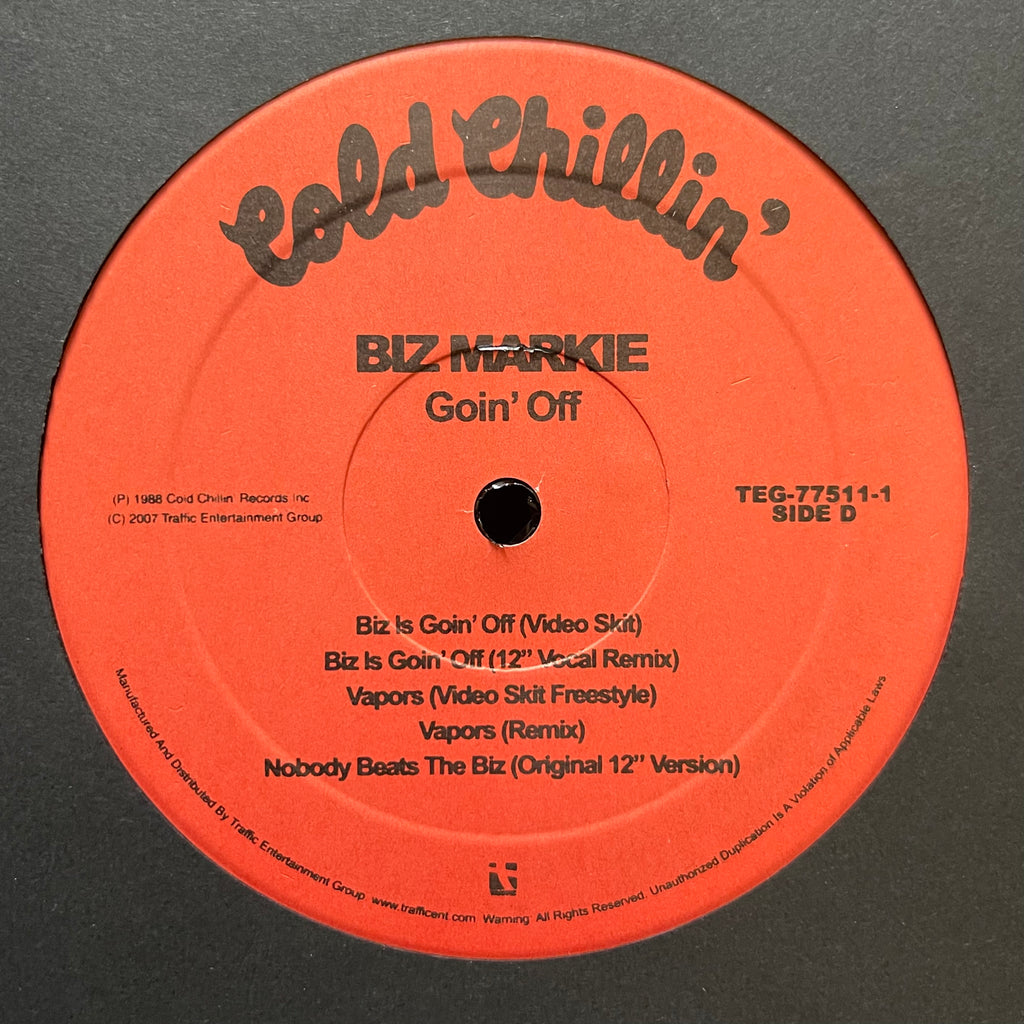 Cold Chillin'
BIZ MARKIE
Goin' Off
(P) 1988 Cold Chillin' Records Inc
(C) 2007 Traffic Entertainment Group
TEG-77511-1
SIDE D
Biz Is Goin' Off (Video Skit)
Biz Is Goin' Off (12" Vocal Remix)
Vapors (Video Skit Freestyle)
Vapors (Remix)
Nobody Beats The Biz (Original 12" Version)
Manufactured And Distributed By Traffic Entertainment Group www.trafficent.com Warning: All Rights Reserved. Unauthorized Duplication Is A Violation of Applicable Laws